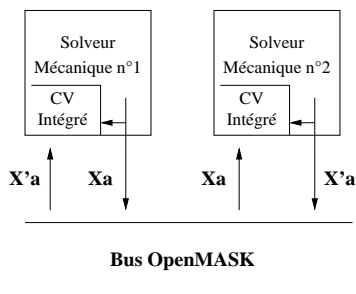 Solveur
Mécanique n°1
CV
Intégré
Solveur
Mécanique n°2
CV
Intégré
X'a
Xa
Xa
X'a
Bus OpenMASK